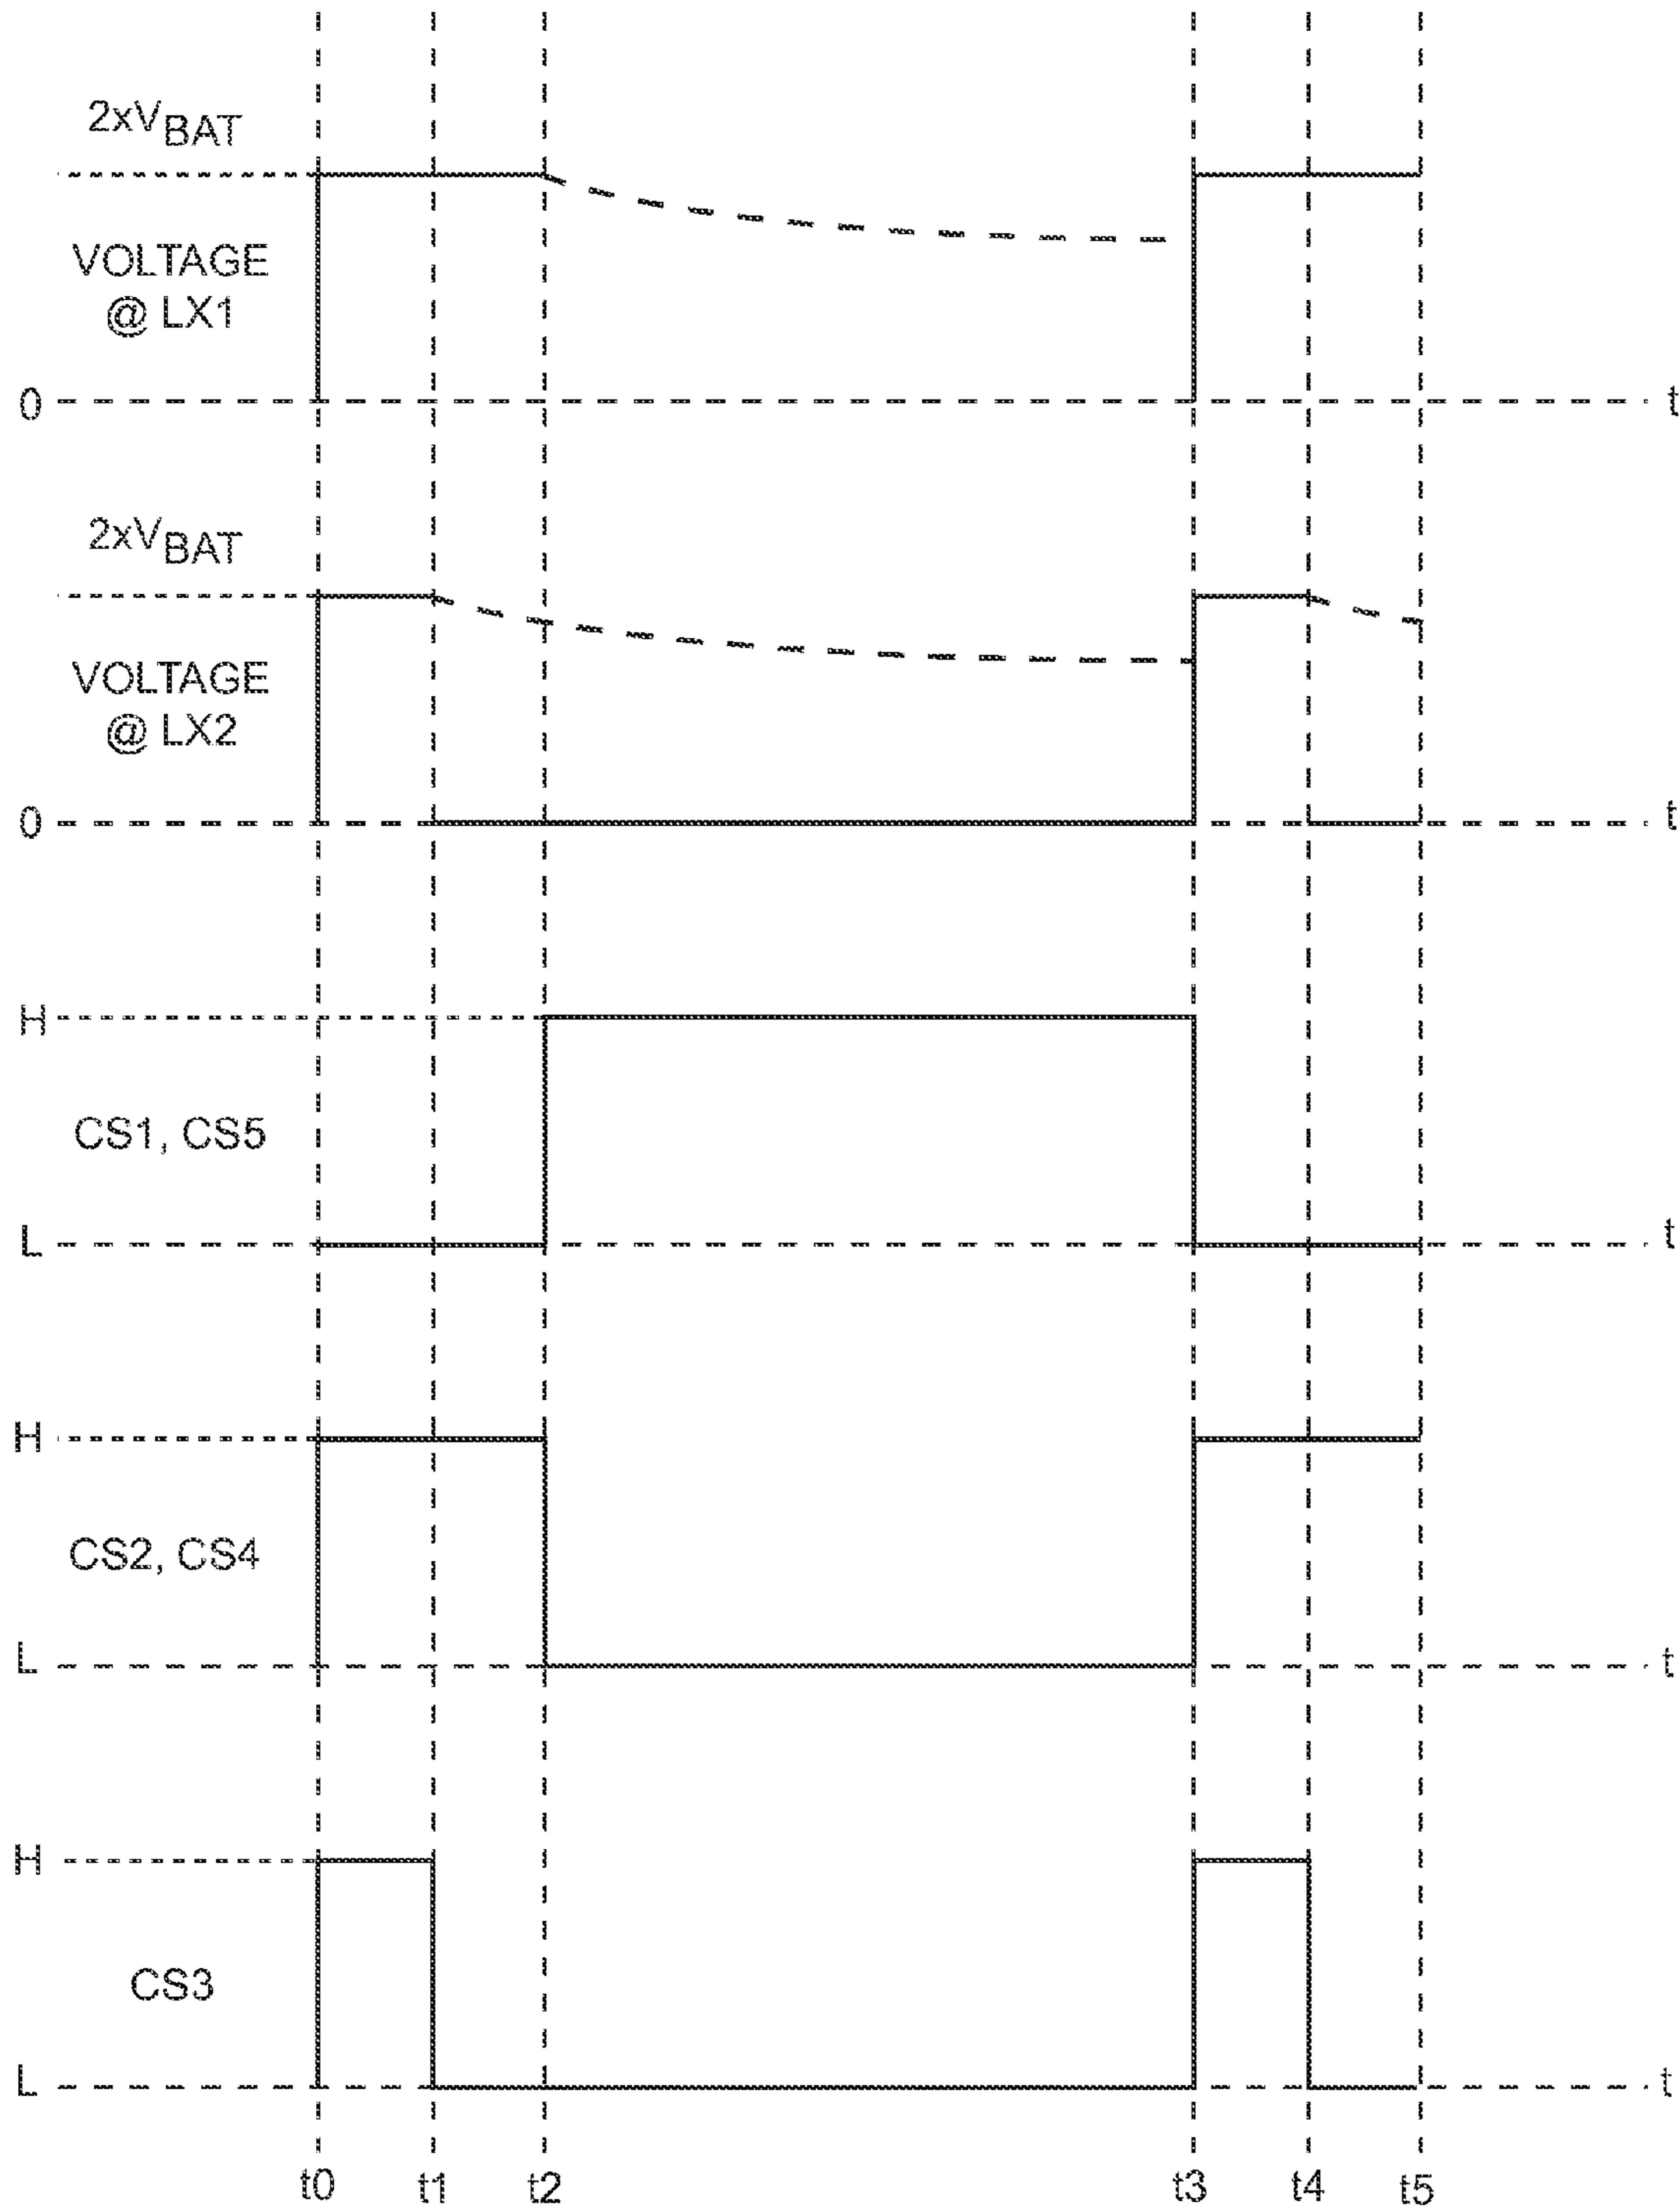 2xVBAT
VOLTAGE
@ LX1
0
t
2xVBAT
VOLTAGE
@ LX2
0
t
H
CS1, CS5
L
t
H
CS2, CS4
L
t
H
CS3
L
t
t0 t1 t2 t3 t4 t5